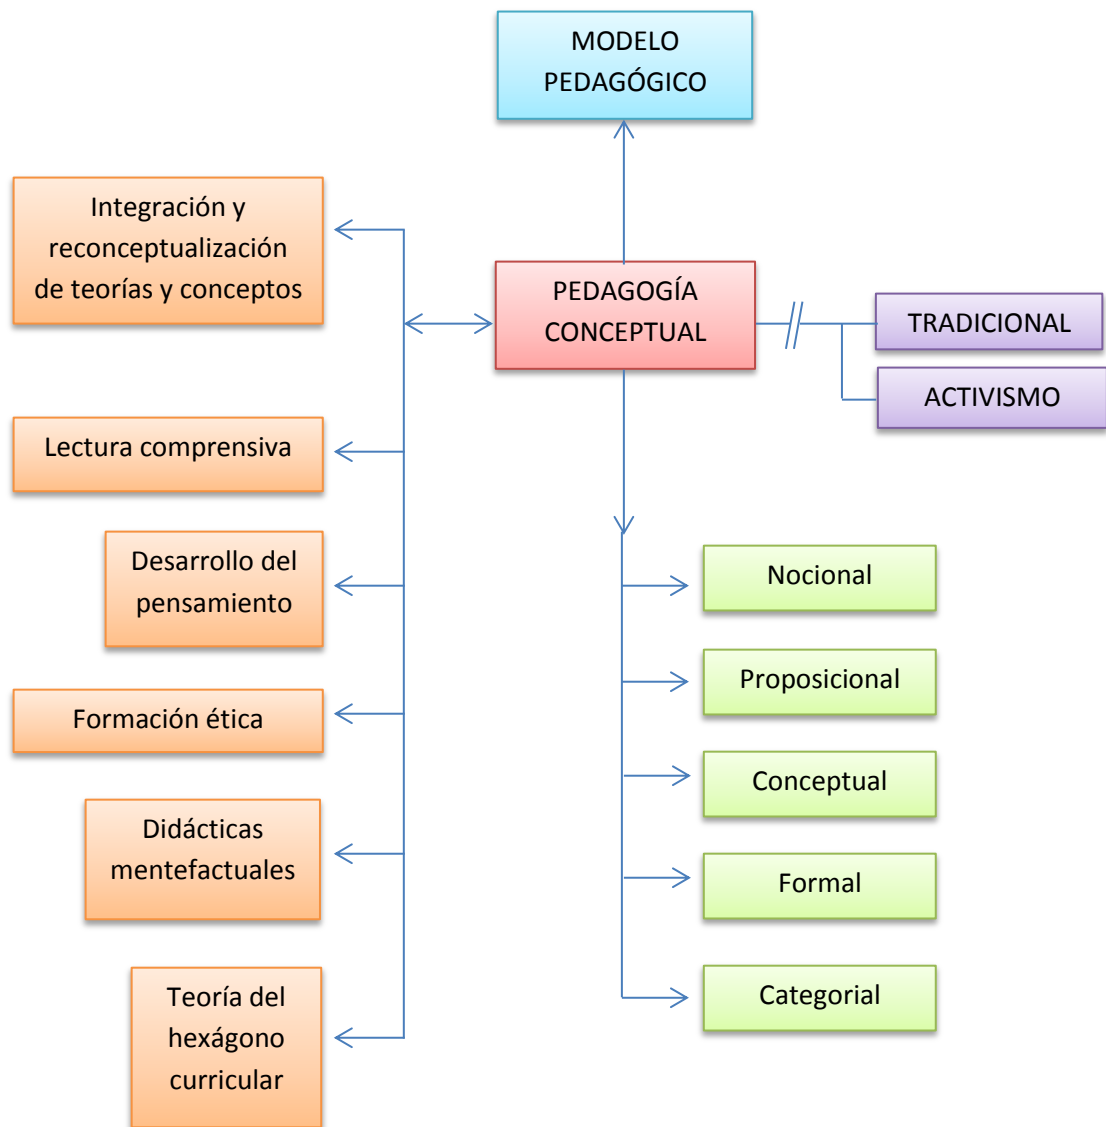 MODELO
PEDAGÓGICO
Integración y
reconceptualización
de teorías y conceptos
PEDAGOGÍA
CONCEPTUAL
TRADICIONAL
ACTIVISMO
Lectura comprensiva
Desarrollo del
pensamiento
Formación ética
Didácticas
mentefactuales
Teoría del
hexágono
curricular
Nocional
Proposicional
Conceptual
Formal
Categorial